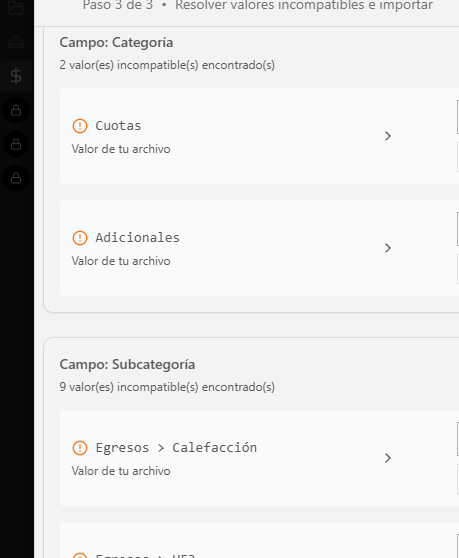 Paso 3 de 3 • Resolver valores incompatibles e importar
Campo: Categoría
2 valor(es) incompatible(s) encontrado(s)
Cuotas
Valor de tu archivo
Adicionales
Valor de tu archivo
Campo: Subcategoría
9 valor(es) incompatible(s) encontrado(s)
Egresos > Calefacción
Valor de tu archivo
Egresos >